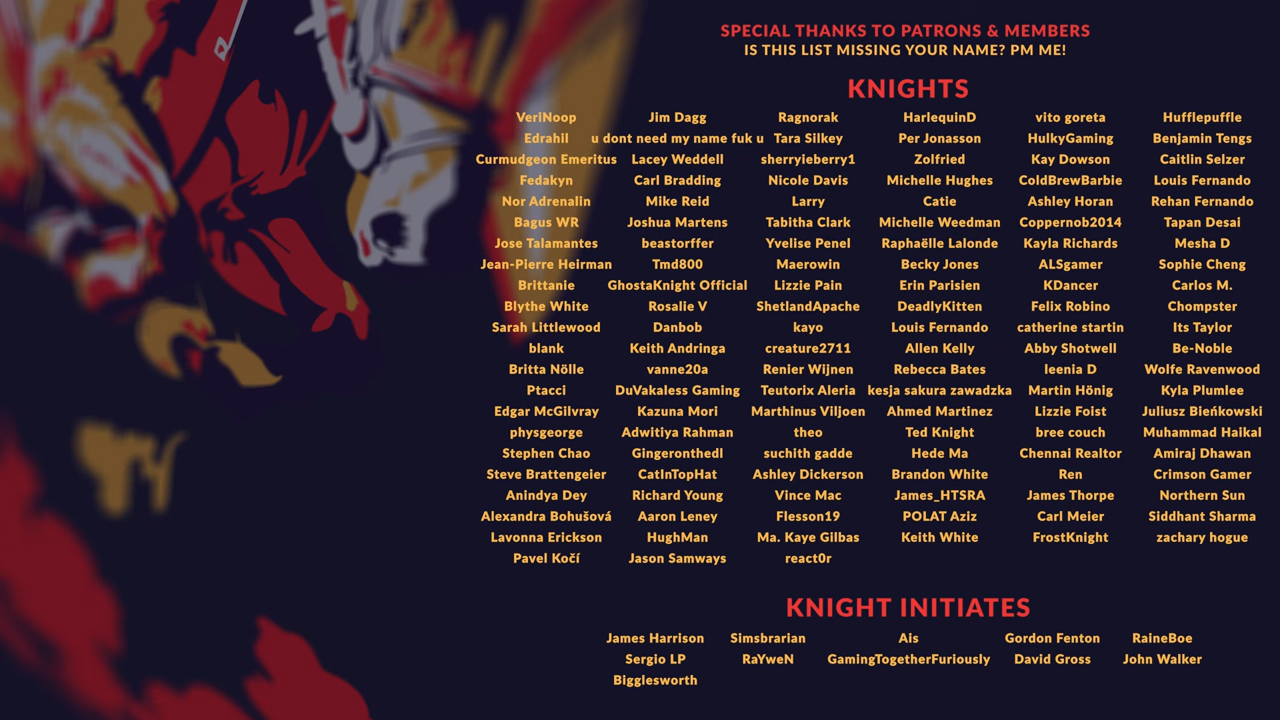 SPECIAL THANKS TO PATRONS & MEMBERS
IS THIS LIST MISSING YOUR NAME? PM ME!
KNIGHTS
VeriNoop Jim Dagg Ragnorak HarlequinD vito goreta Hufflepuffle
Edrahil u dont need my name fuk u Tara Silkey Per Jonasson HulkyGaming Benjamin Tengs
Curmudgeon Emeritus Lacey Weddell sherryieberry1 Zolfried Kay Dowson Caitlin Selzer
Fedakyn Carl Bradding Nicole Davis Michelle Hughes ColdBrewBarbie Louis Fernando
Nor Adrenalin Mike Reid Larry Catie Ashley Horan Rehan Fernando
Bagus WR Joshua Martens Tabitha Clark Michelle Weedman Coppernob2014 Tapan Desai
Jose Talamantes beastorffer Yvelise Penel Raphaëlle Lalonde Kayla Richards Mesha D
Jean-Pierre Heirman Tmd800 Maerowin Becky Jones ALSgamer Sophie Cheng
Brittanie GhostaKnight Official Lizzie Pain Erin Parisien KDancer Carlos M.
Blythe White Rosalie V ShetlandApache DeadlyKitten Felix Robino Chompster
Sarah Littlewood Danbob kayo Louis Fernando catherine startin Its Taylor
blank Keith Andringa creature2711 Allen Kelly Abby Shotwell Be-Noble
Britta Nölle vanne20a Renier Wijnen Rebecca Bates leenia D Wolfe Ravenwood
Ptacci DuVakaless Gaming Teutorix Aleria kesja sakura zawadzka Martin Hönig Kyla Plumlee
Edgar McGilvray Kazuna Mori Marthinus Viljoen Ahmed Martinez Lizzie Foist Juliusz Bieńkowski
physgeorge Adwitiya Rahman theo Ted Knight bree couch Muhammad Haikal
Stephen Chao Gingeronthedl suchith gadde Hede Ma Chennai Realtor Amiraj Dhawan
Steve Brattengeier CatInTopHat Ashley Dickerson Brandon White Ren Crimson Gamer
Anindya Dey Richard Young Vince Mac James_HTSRA James Thorpe Northern Sun
Alexandra Bohušová Aaron Leney Flesson19 POLAT Aziz Carl Meier Siddhant Sharma
Lavonna Erickson HughMan Ma. Kaye Gilbas Keith White FrostKnight zachary hogue
Pavel Kočí Jason Samways react0r
KNIGHT INITIATES
James Harrison Simsbrarian Ais Gordon Fenton RaineBoe
Sergio LP RaYweN GamingTogetherFuriously David Gross John Walker
Bigglesworth